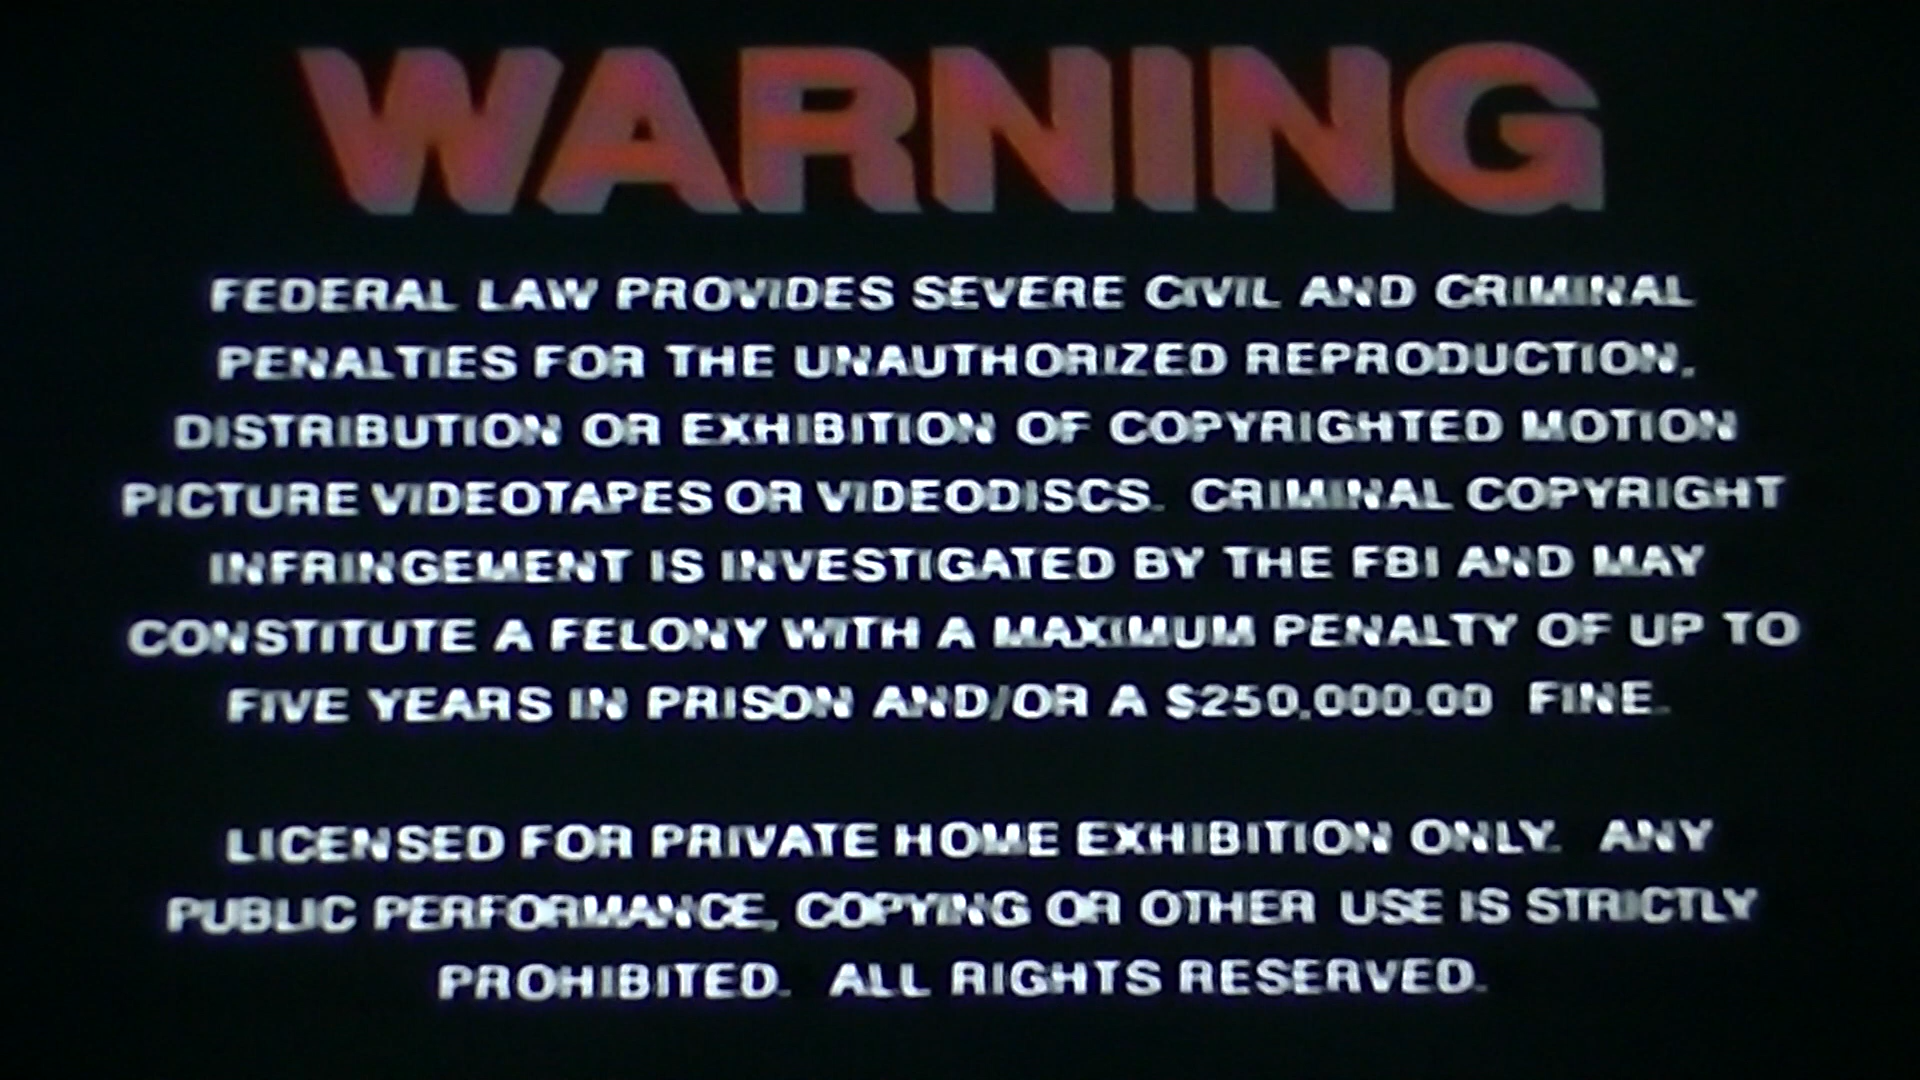 WARNING
FEDERAL LAW PROVIDES SEVERE CIVIL AND CRIMINAL
PENALTIES FOR THE UNAUTHORIZED REPRODUCTION,
DISTRIBUTION OR EXHIBITION OF COPYRIGHTED MOTION
PICTURE VIDEOTAPES OR VIDEODISCS. CRIMINAL COPYRIGHT
INFRINGEMENT IS INVESTIGATED BY THE FBI AND MAY
CONSTITUTE A FELONY WITH A MAXIMUM PENALTY OF UP TO
FIVE YEARS IN PRISON AND/OR A $250,000.00 FINE.
LICENSED FOR PRIVATE HOME EXHIBITION ONLY. ANY
PUBLIC PERFORMANCE, COPYING OR OTHER USE IS STRICTLY
PROHIBITED. ALL RIGHTS RESERVED.